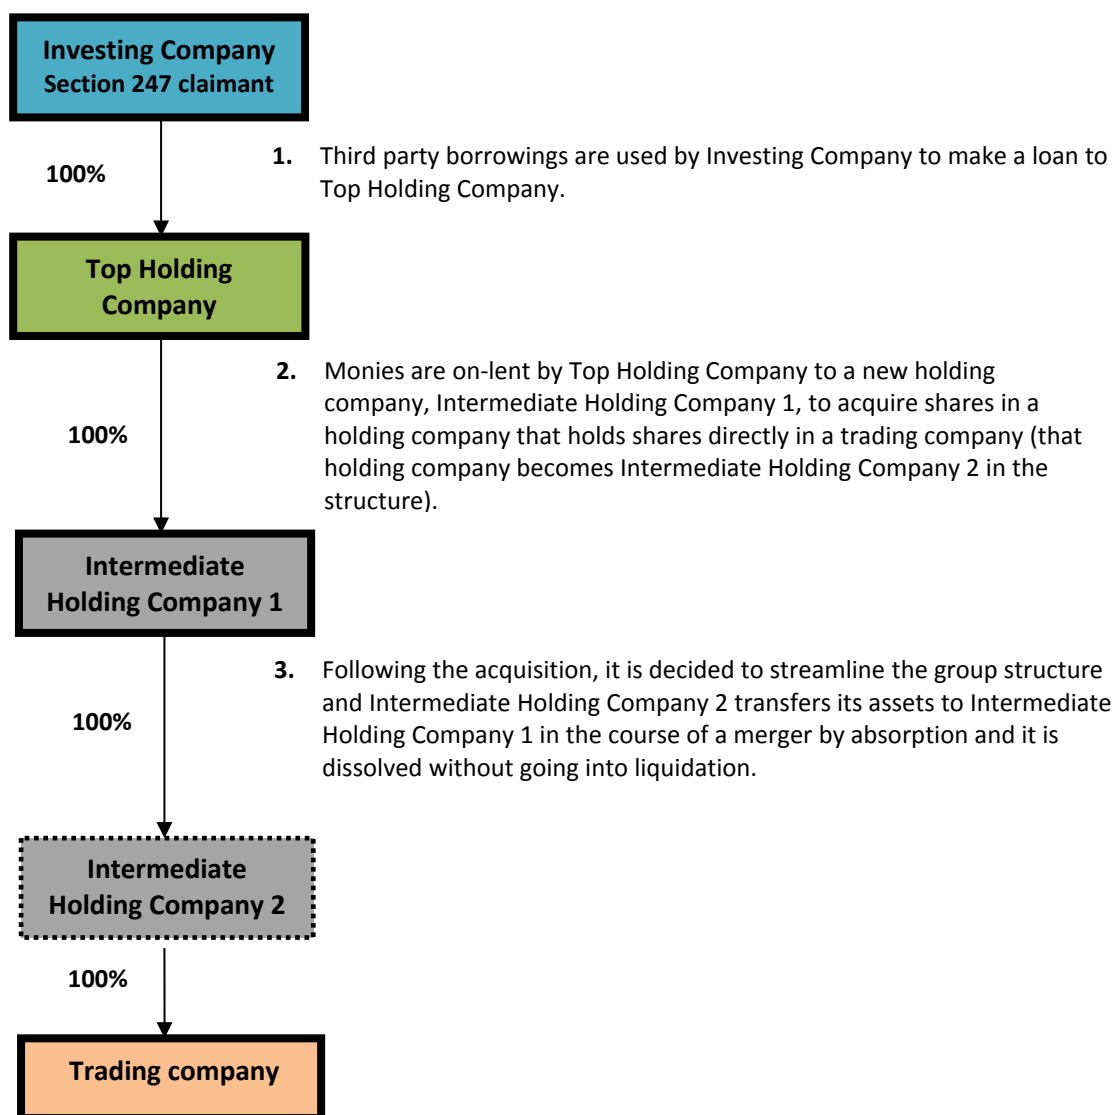 Investing Company
Section 247 claimant
100%
1. Third party borrowings are used by Investing Company to make a loan to
Top Holding Company.
Top Holding
Company
100%
2. Monies are on-lent by Top Holding Company to a new holding
company, Intermediate Holding Company 1, to acquire shares in a
holding company that holds shares directly in a trading company (that
holding company becomes Intermediate Holding Company 2 in the
structure).
Intermediate
Holding Company 1
100%
3. Following the acquisition, it is decided to streamline the group structure
and Intermediate Holding Company 2 transfers its assets to Intermediate
Holding Company 1 in the course of a merger by absorption and it is
dissolved without going into liquidation.
Intermediate
Holding Company 2
100%
Trading company